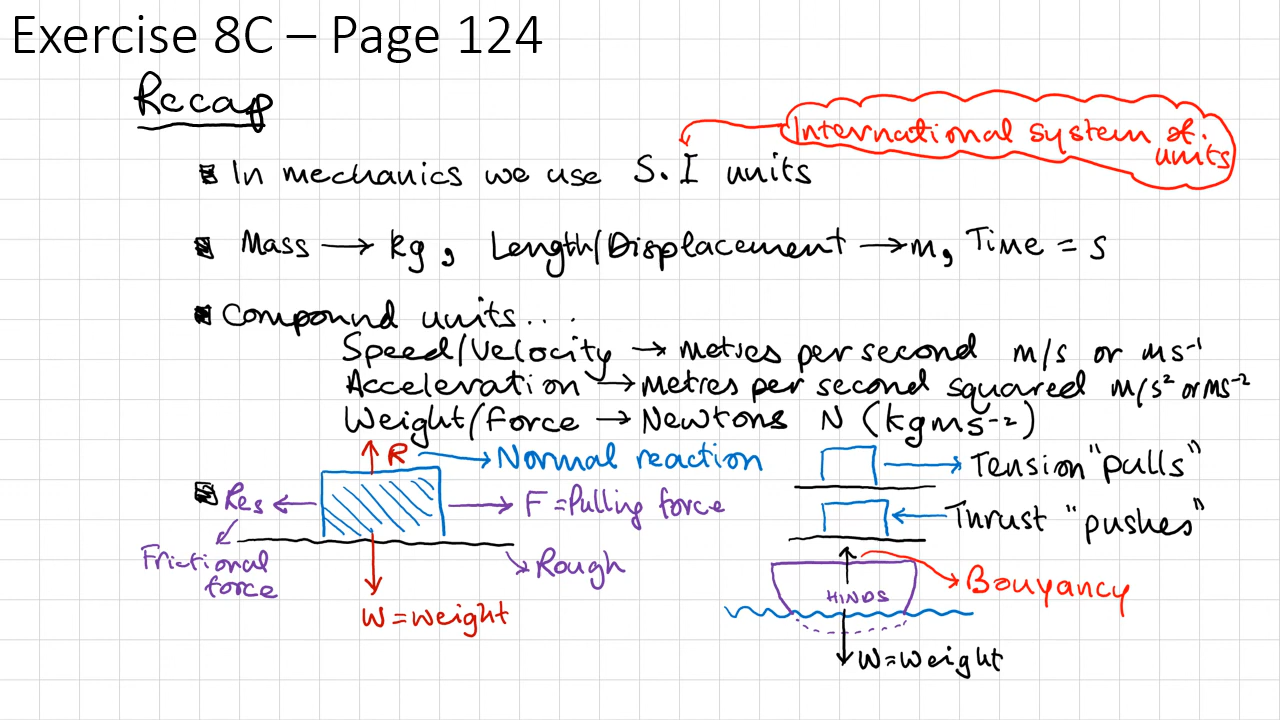 Exercise 8C – Page 124
Recap
International system of
units
In mechanics we use S.I units
Mass → kg, Length/Displacement → m, Time = s
Compound units....
Speed/Velocity → Metres per second m/s or ms⁻¹
Acceleration → Metres per second squared m/s² or ms⁻²
Weight/Force → Newtons N (kgms⁻²)
R → Normal reaction
Res
F = Pulling force
Frictional
force
Rough
W = weight
Tension "pulls"
Thrust "pushes"
Bouyancy
HINDS
W = weight